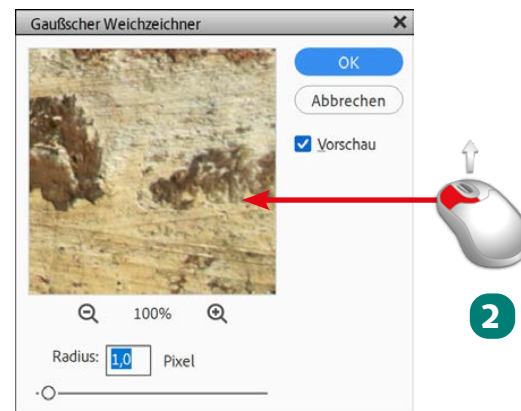 Gaußscher Weichzeichner
OK
Abbrechen
Vorschau
100%
Radius: 1,0 Pixel
2